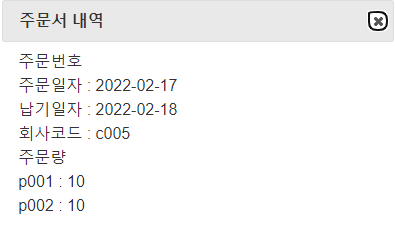 주문서 내역
주문번호
주문일자 : 2022-02-17
납기일자 : 2022-02-18
회사코드 : c005
주문량
p001 : 10
p002 : 10